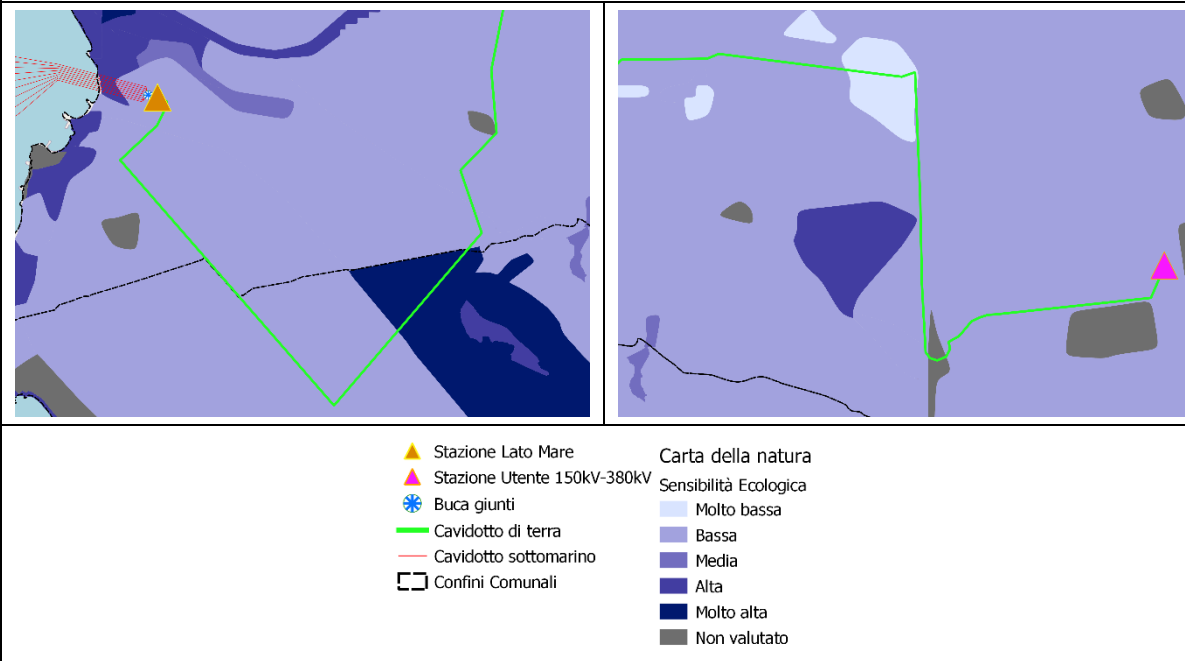 Stazione Lato Mare
Stazione Utente 150kV-380kV
Buca giunti
Cavidotto di terra
Cavidotto sottomarino
Confini Comunali
Carta della natura
Sensibilità Ecologica
Molto bassa
Bassa
Media
Alta
Molto alta
Non valutato